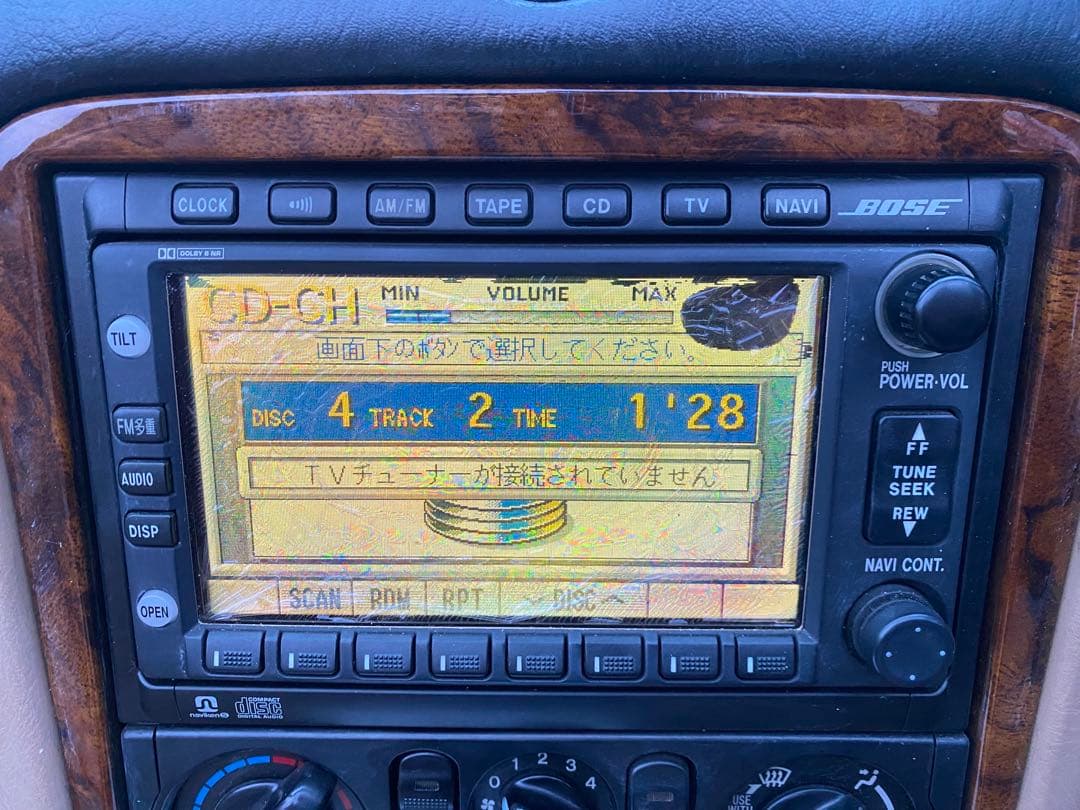 CLOCK AM/FM TAPE CD TV NAVI BOSE
DOLBY B NR
CD-CH MIN VOLUME MAX
画面下のボタンで選択してください。
DISC 4 TRACK 2 TIME 1'28
TVチューナーが接続されていません
SCAN RDM RPT DISC
TILT
FM多重
AUDIO
DISP
OPEN
PUSH
POWER·VOL
FF
TUNE
SEEK
REW
NAVI CONT.
naviken
COMPACT
disc
DIGITAL AUDIO
0 1 2 3 4
USE
WITH